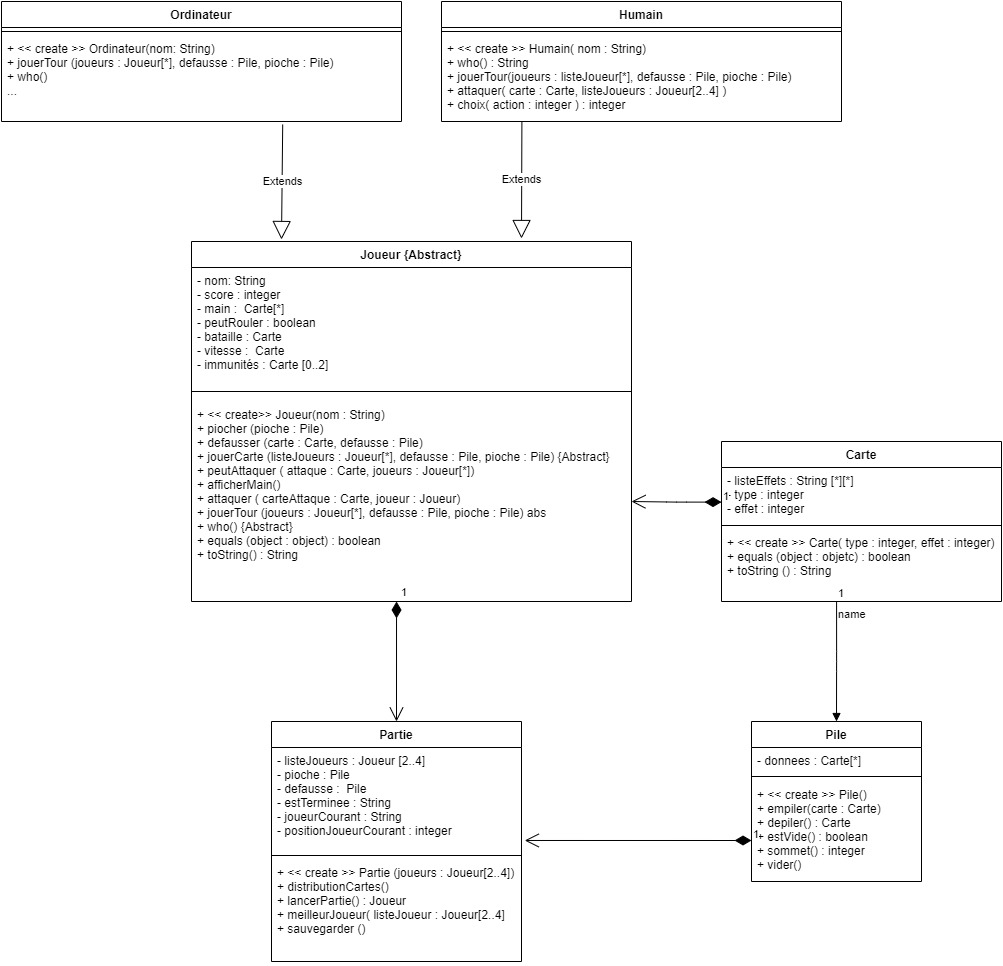 Ordinateur
+ << create >> Ordinateur(nom: String)
+ jouerTour (joueurs : Joueur[*], defausse : Pile, pioche : Pile)
+ who()
...
Humain
+ << create >> Humain( nom : String)
+ who() : String
+ jouerTour(joueurs : listeJoueur[*], defausse : Pile, pioche : Pile)
+ attaquer( carte : Carte, listeJoueurs : Joueur[2..4] )
+ choix( action : integer ) : integer
Extends
Extends
Joueur {Abstract}
- nom: String
- score : integer
- main : Carte[*]
- peutRouler : boolean
- bataille : Carte
- vitesse : Carte
- immunités : Carte [0..2]
+ << create>> Joueur(nom : String)
+ piocher (pioche : Pile)
+ defausser (carte : Carte, defausse : Pile)
+ jouerCarte (listeJoueurs : Joueur[*], defausse : Pile, pioche : Pile) {Abstract}
+ peutAttaquer ( attaque : Carte, joueurs : Joueur[*])
+ afficherMain()
+ attaquer ( carteAttaque : Carte, joueur : Joueur)
+ jouerTour (joueurs : Joueur[*], defausse : Pile, pioche : Pile) abs
+ who() {Abstract}
+ equals (object : object) : boolean
+ toString() : String
1
Carte
- listeEffets : String [*][*]
- type : integer
- effet : integer
1
+ << create >> Carte( type : integer, effet : integer)
+ equals (object : objetc) : boolean
+ toString () : String
1
name
Partie
- listeJoueurs : Joueur [2..4]
- pioche : Pile
- defausse : Pile
- estTerminee : String
- joueurCourant : String
- positionJoueurCourant : integer
+ << create >> Partie (joueurs : Joueur[2..4])
+ distributionCartes()
+ lancerPartie() : Joueur
+ meilleurJoueur( listeJoueur : Joueur[2..4]
+ sauvegarder ()
Pile
- donnees : Carte[*]
+ << create >> Pile()
+ empiler(carte : Carte)
+ depiler() : Carte
+ estVide() : boolean
+ sommet() : integer
+ vider()
1